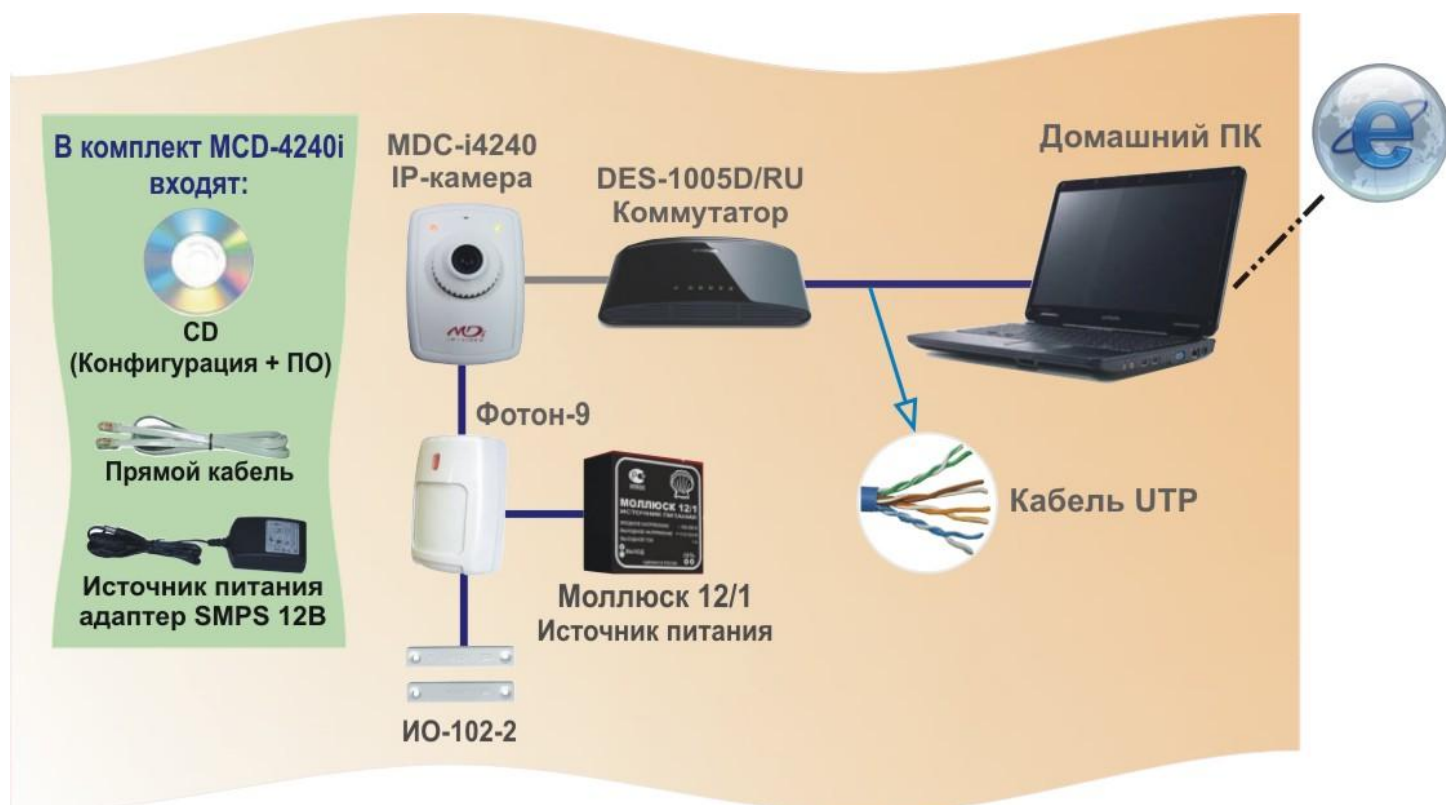 В комплект MCD-4240i
входят:
CD
(Конфигурация + ПО)
Прямой кабель
Источник питания
адаптер SMPS 12В
MDC-i4240
IP-камера
DES-1005D/RU
Коммутатор
Домашний ПК
Фотон-9
МОЛЛЮСК 12/1
ИСТОЧНИК ПИТАНИЯ
Моллюск 12/1
Источник питания
Кабель UTP
ИО-102-2